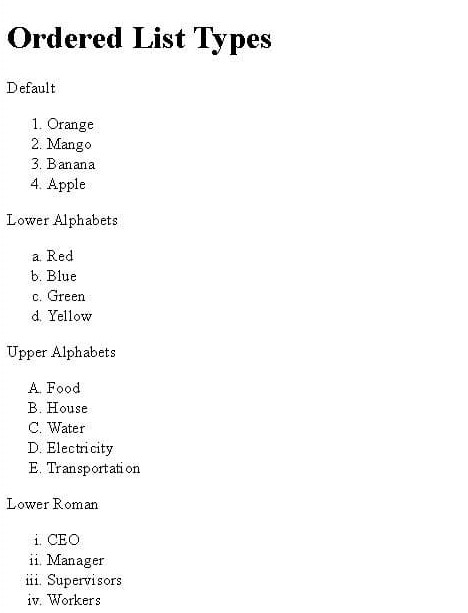 Ordered List Types
Default
1. Orange
2. Mango
3. Banana
4. Apple
Lower Alphabets
a. Red
b. Blue
c. Green
d. Yellow
Upper Alphabets
A. Food
B. House
C. Water
D. Electricity
E. Transportation
Lower Roman
i. CEO
ii. Manager
iii. Supervisors
iv. Workers